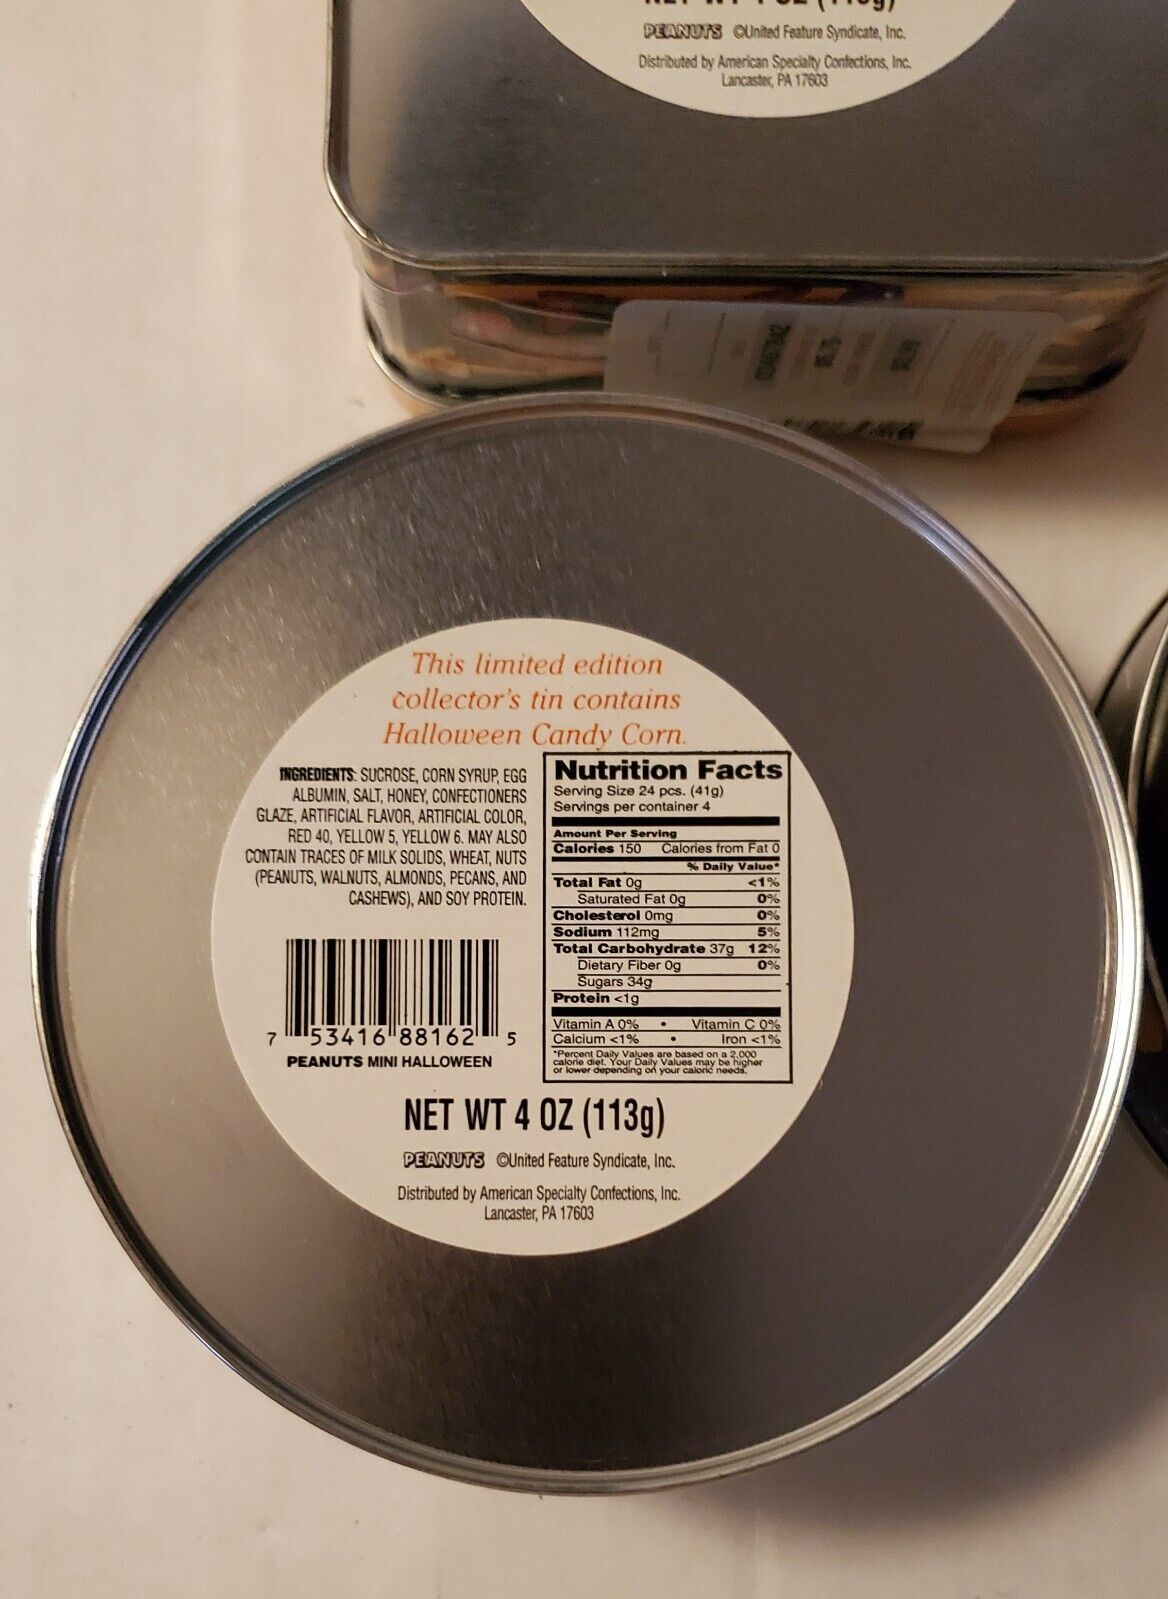 NET WT 4 OZ (113g)
PEANUTS ©United Feature Syndicate, Inc.
Distributed by American Specialty Confections, Inc.
Lancaster, PA 17603
This limited edition
collector's tin contains
Halloween Candy Corn.
INGREDIENTS: SUCROSE, CORN SYRUP, EGG
ALBUMIN, SALT, HONEY, CONFECTIONERS
GLAZE, ARTIFICIAL FLAVOR, ARTIFICIAL COLOR,
RED 40, YELLOW 5, YELLOW 6. MAY ALSO
CONTAIN TRACES OF MILK SOLIDS, WHEAT, NUTS
(PEANUTS, WALNUTS, ALMONDS, PECANS, AND
CASHEWS), AND SOY PROTEIN.
7 53416 88162 5
PEANUTS MINI HALLOWEEN
Nutrition Facts
Serving Size 24 pcs. (41g)
Servings per container 4
Amount Per Serving
Calories 150 Calories from Fat 0
% Daily Value*
Total Fat 0g <1%
Saturated Fat 0g 0%
Cholesterol 0mg 0%
Sodium 112mg 5%
Total Carbohydrate 37g 12%
Dietary Fiber 0g 0%
Sugars 34g
Protein <1g
Vitamin A 0% • Vitamin C 0%
Calcium <1% • Iron <1%
*Percent Daily Values are based on a 2,000
calorie diet. Your Daily Values may be higher
or lower depending on your caloric needs.
NET WT 4 OZ (113g)
PEANUTS ©United Feature Syndicate, Inc.
Distributed by American Specialty Confections, Inc.
Lancaster, PA 17603